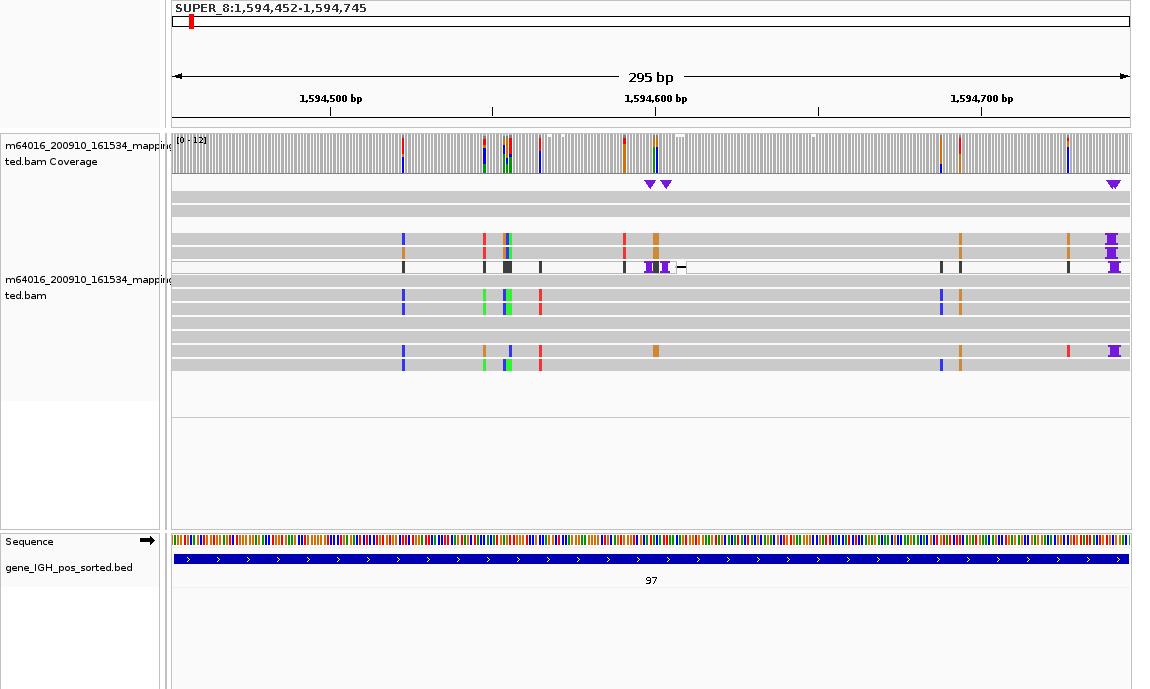 SUPER_8:1,594,452-1,594,745
295 bp
1,594,500 bp 1,594,600 bp 1,594,700 bp
[0 - 12]
m64016_200910_161534_mapping
ted.bam Coverage
m64016_200910_161534_mapping
ted.bam
Sequence
gene_IGH_pos_sorted.bed
97